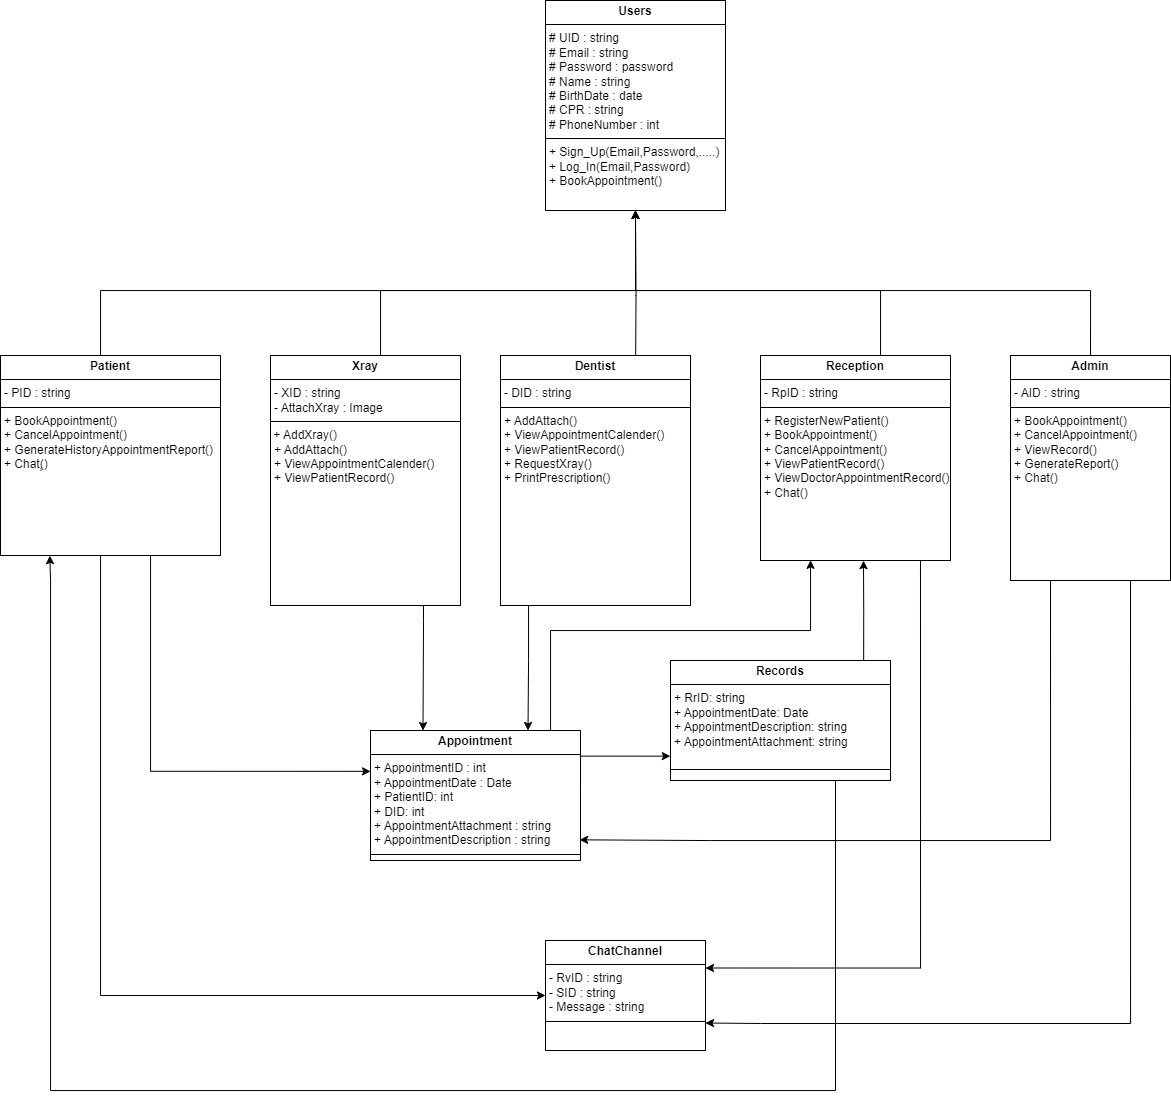 Users
# UID : string
# Email : string
# Password : password
# Name : string
# BirthDate : date
# CPR : string
# PhoneNumber : int
+ Sign_Up(Email,Password,.....)
+ Log_In(Email,Password)
+ BookAppointment()
Patient
- PID : string
+ BookAppointment()
+ CancelAppointment()
+ GenerateHistoryAppointmentReport()
+ Chat()
Xray
- XID : string
- AttachXray : Image
+ AddXray()
+ AddAttach()
+ ViewAppointmentCalender()
+ ViewPatientRecord()
Dentist
- DID : string
+ AddAttach()
+ ViewAppointmentCalender()
+ ViewPatientRecord()
+ RequestXray()
+ PrintPrescription()
Reception
- RpID : string
+ RegisterNewPatient()
+ BookAppointment()
+ CancelAppointment()
+ ViewPatientRecord()
+ ViewDoctorAppointmentRecord()
+ Chat()
Admin
- AID : string
+ BookAppointment()
+ CancelAppointment()
+ ViewRecord()
+ GenerateReport()
+ Chat()
Records
+ RrID: string
+ AppointmentDate: Date
+ AppointmentDescription: string
+ AppointmentAttachment: string
Appointment
+ AppointmentID : int
+ AppointmentDate : Date
+ PatientID: int
+ DID: int
+ AppointmentAttachment : string
+ AppointmentDescription : string
ChatChannel
- RvID : string
- SID : string
- Message : string